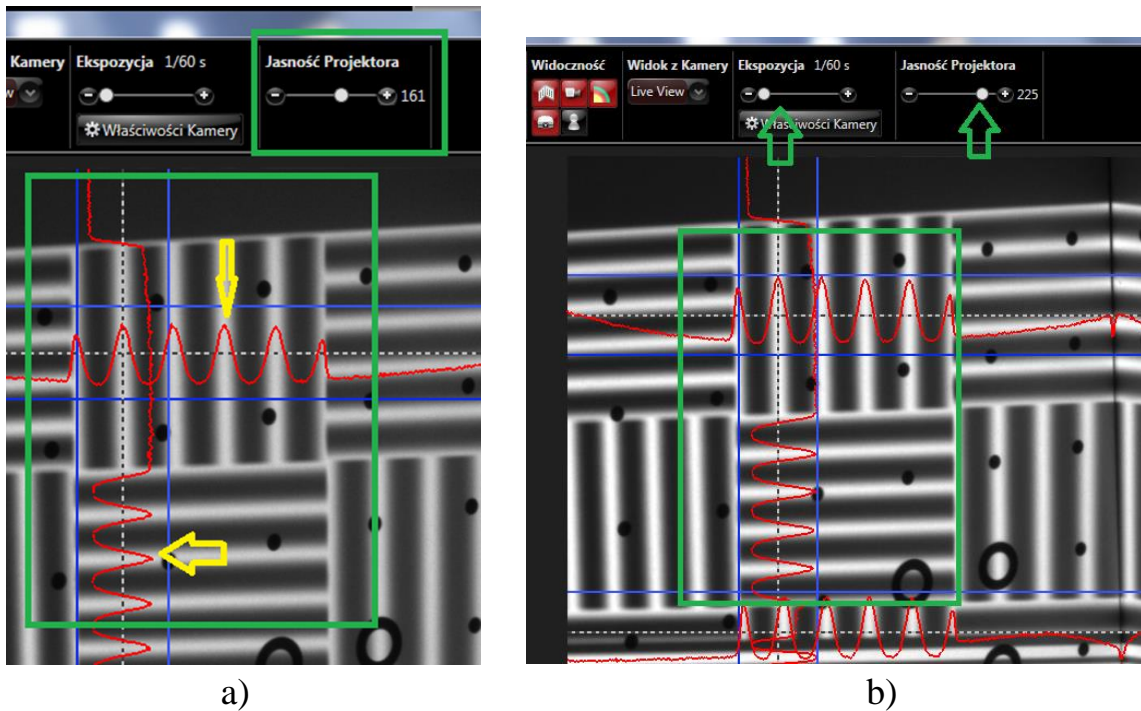 Kamery Ekspozycja 1/60 s Jasność Projektora
161
Właściwości Kamery
a)
Widoczność Widok z Kamery Ekspozycja 1/60 s Jasność Projektora
Live View 225
Właściwości Kamery
b)